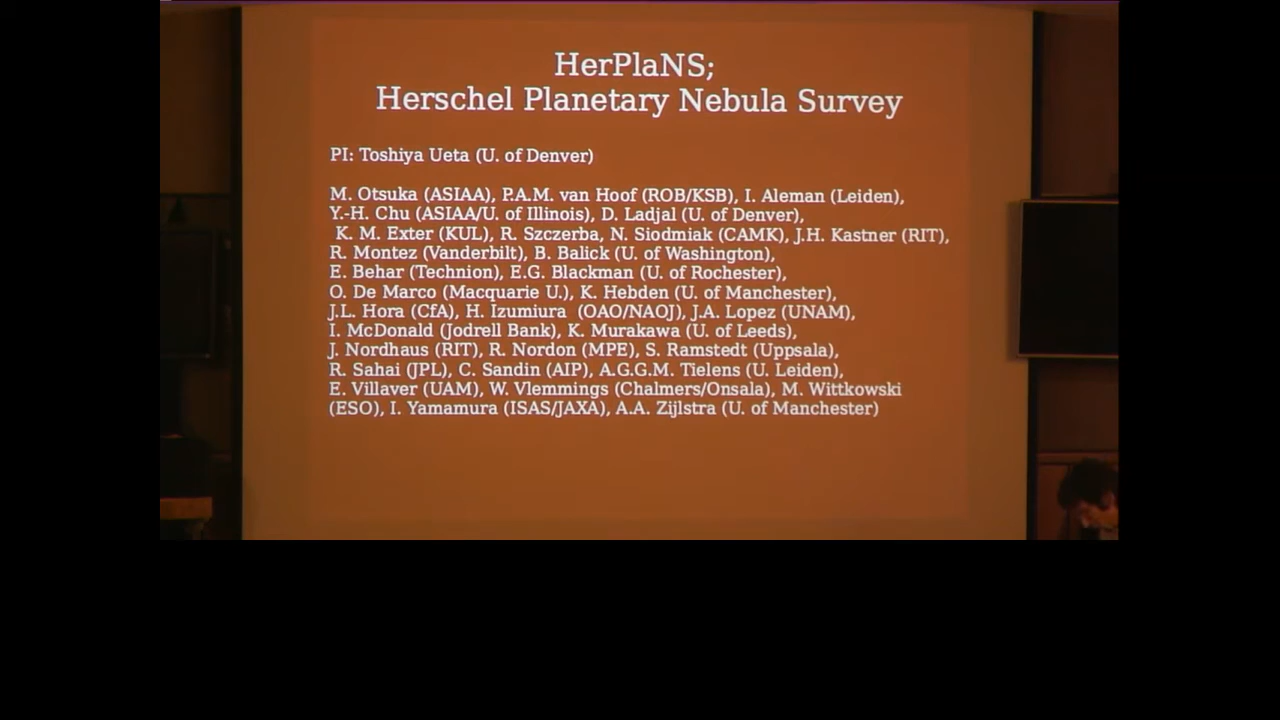 HerPlaNS;
Herschel Planetary Nebula Survey
PI: Toshiya Ueta (U. of Denver)
M. Otsuka (ASIAA), P.A.M. van Hoof (ROB/KSB), I. Aleman (Leiden),
Y.-H. Chu (ASIAA/U. of Illinois), D. Ladjal (U. of Denver),
K. M. Exter (KUL), R. Szczerba, N. Siodmiak (CAMK), J.H. Kastner (RIT),
R. Montez (Vanderbilt), B. Balick (U. of Washington),
E. Behar (Technion), E.G. Blackman (U. of Rochester),
O. De Marco (Macquarie U.), K. Hebden (U. of Manchester),
J.L. Hora (CfA), H. Izumiura (OAO/NAOJ), J.A. Lopez (UNAM),
I. McDonald (Jodrell Bank), K. Murakawa (U. of Leeds),
J. Nordhaus (RIT), R. Nordon (MPE), S. Ramstedt (Uppsala),
R. Sahai (JPL), C. Sandin (AIP), A.G.G.M. Tielens (U. Leiden),
E. Villaver (UAM), W. Vlemmings (Chalmers/Onsala), M. Wittkowski
(ESO), I. Yamamura (ISAS/JAXA), A.A. Zijlstra (U. of Manchester)